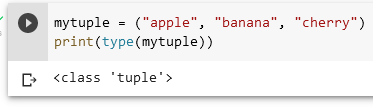 mytuple = ("apple", "banana", "cherry")
print(type(mytuple))
<class 'tuple'>